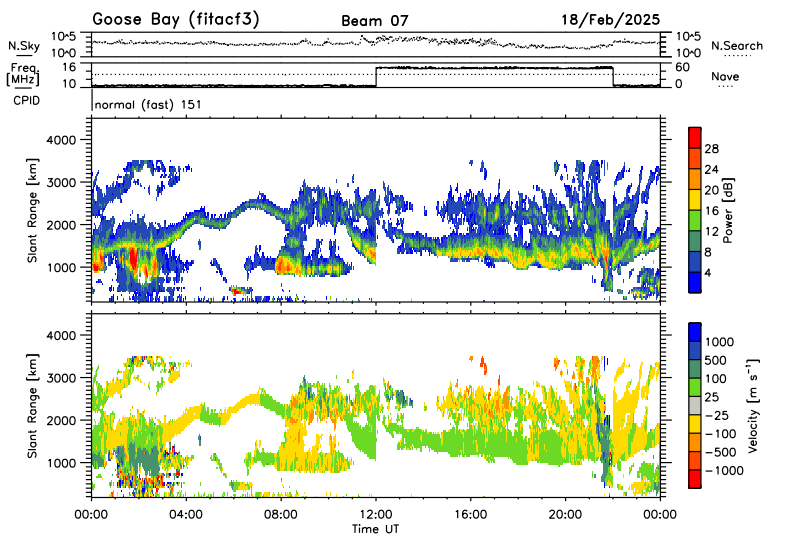 Goose Bay (fitacf3) Beam 07 18/Feb/2025
N.Sky 10^5 10^0 10^5 10^0 N.Search
Freq. [MHz] 16 10 60 0 Nave
CPID normal (fast) 151
Slant Range [km]
4000
3000
2000
1000
Power [dB]
28
24
20
16
12
8
4
Slant Range [km]
4000
3000
2000
1000
Velocity [m s⁻¹]
1000
500
100
25
−25
−100
−500
−1000
00:00 04:00 08:00 12:00 16:00 20:00 00:00
Time UT